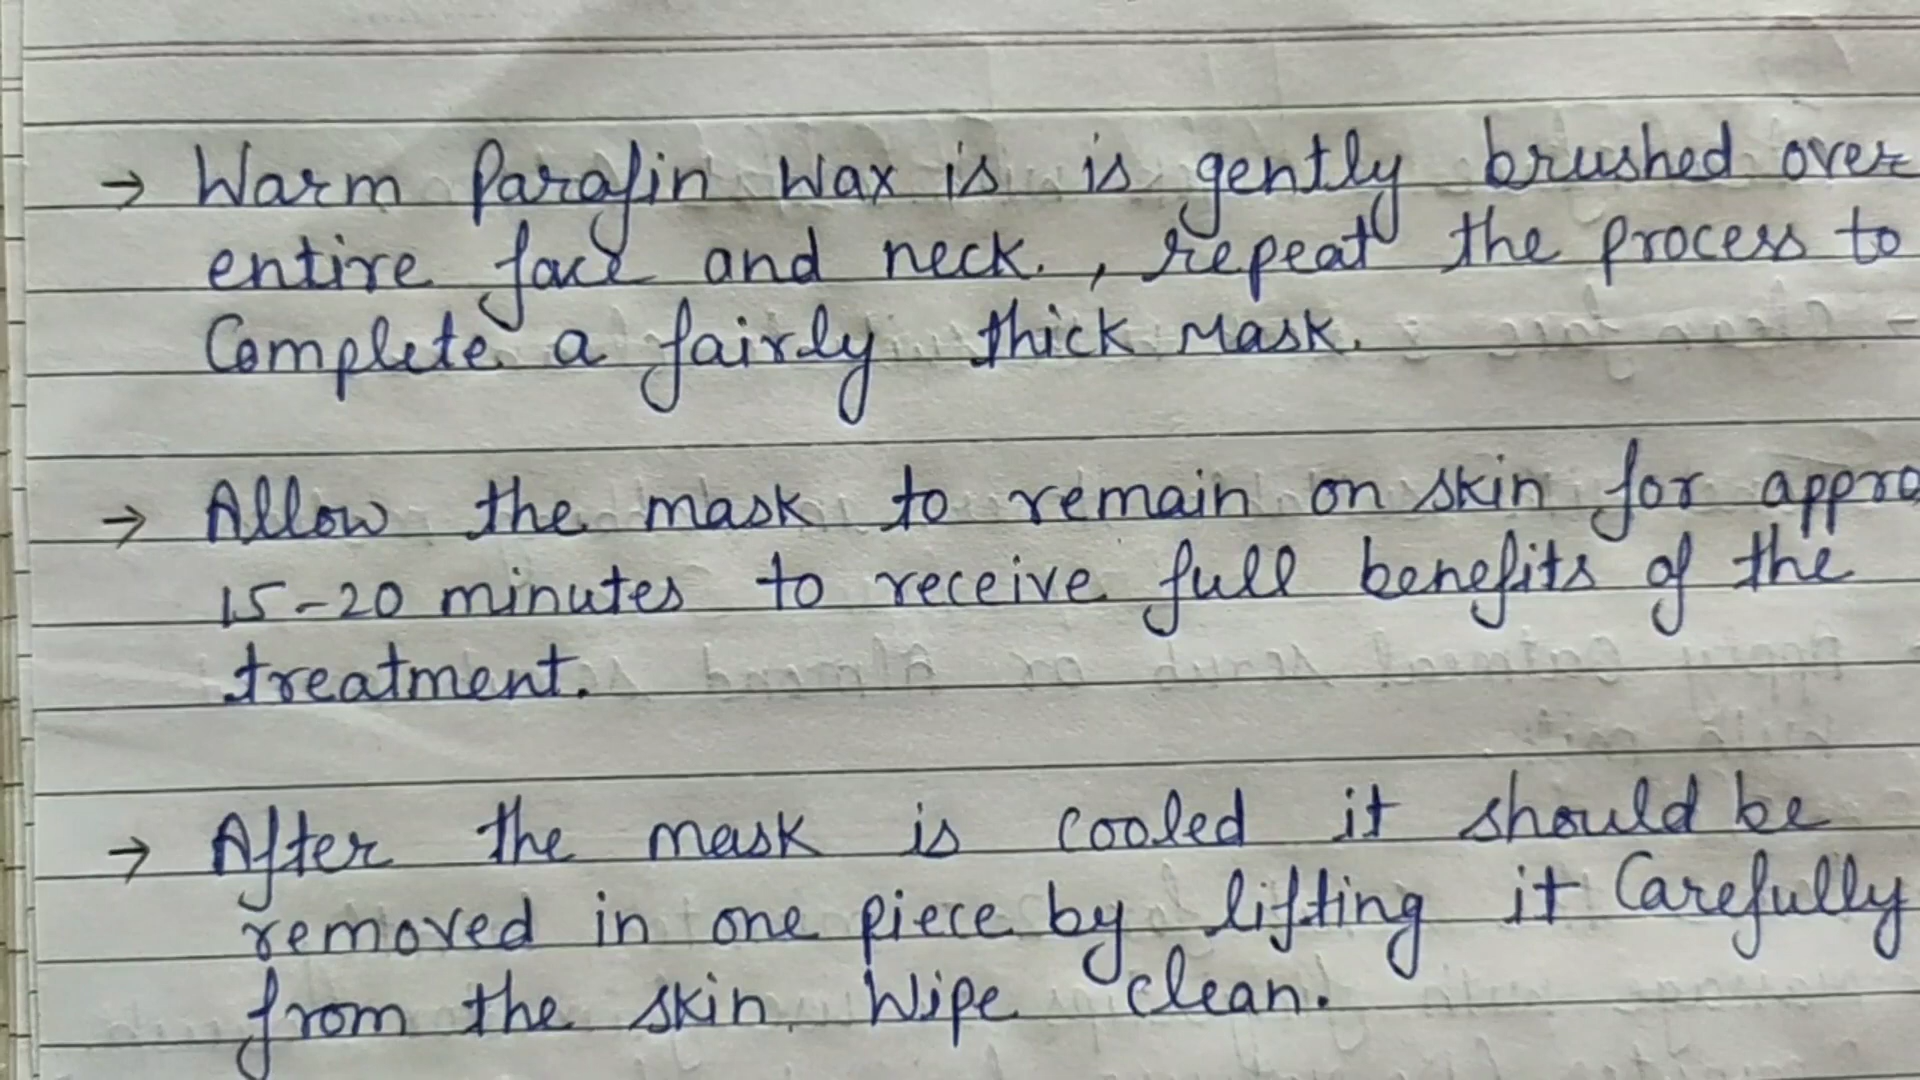 → Warm Parafin Wax is is gently brushed over
entire face and neck. , repeat the process to
Complete a fairly thick Mask.
→ Allow the mask to remain on skin for appro
15-20 minutes to receive full benefits of the
treatment.
→ After the mask is cooled it should be
removed in one piece by lifting it Carefully
from the skin. Wipe clean.